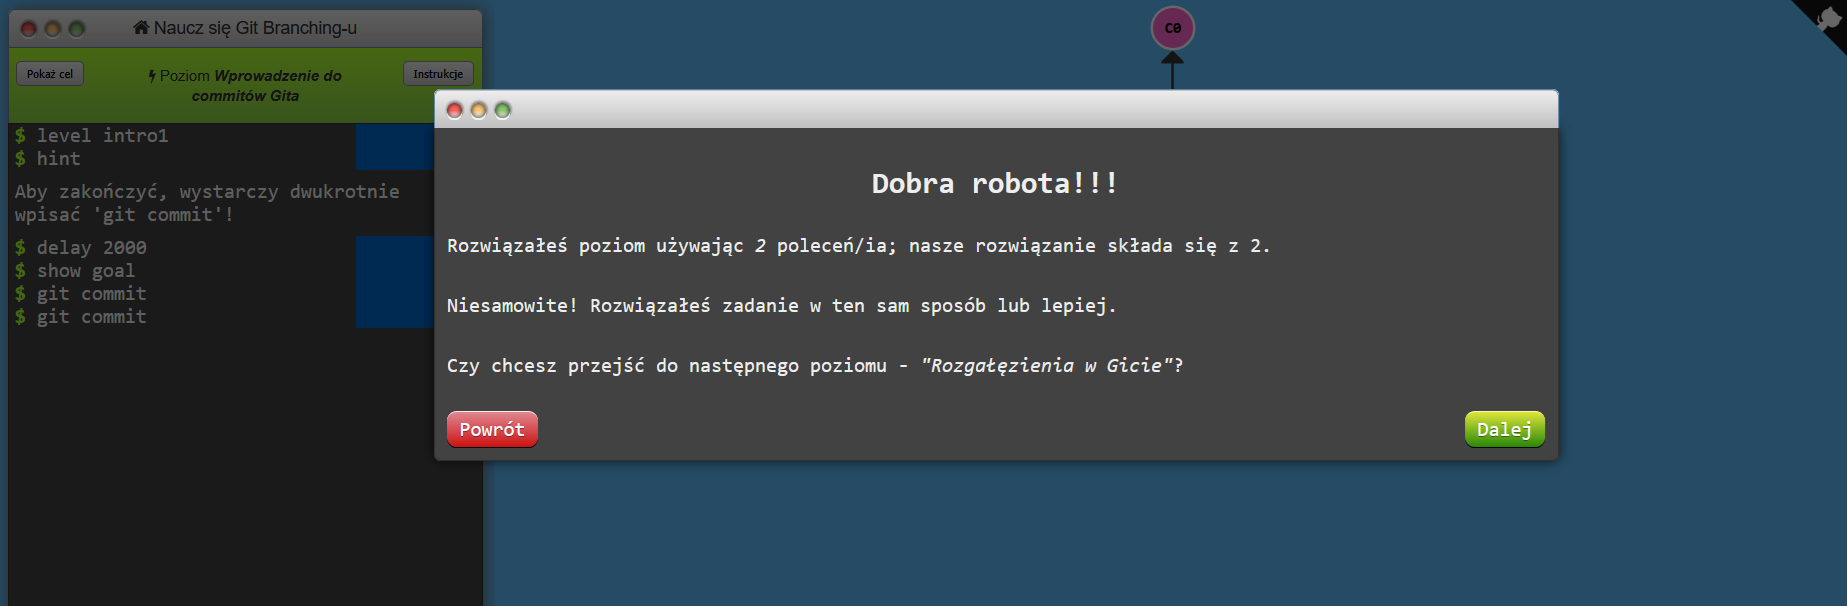 Naucz się Git Branching-u
Pokaż cel
Poziom Wprowadzenie do
commitów Gita
Instrukcje
$ level intro1
$ hint
Aby zakończyć, wystarczy dwukrotnie
wpisać 'git commit'!
$ delay 2000
$ show goal
$ git commit
$ git commit
C0
Dobra robota!!!
Rozwiązałeś poziom używając 2 poleceń/ia; nasze rozwiązanie składa się z 2.
Niesamowite! Rozwiązałeś zadanie w ten sam sposób lub lepiej.
Czy chcesz przejść do następnego poziomu - "Rozgałęzienia w Gicie"?
Powrót
Dalej